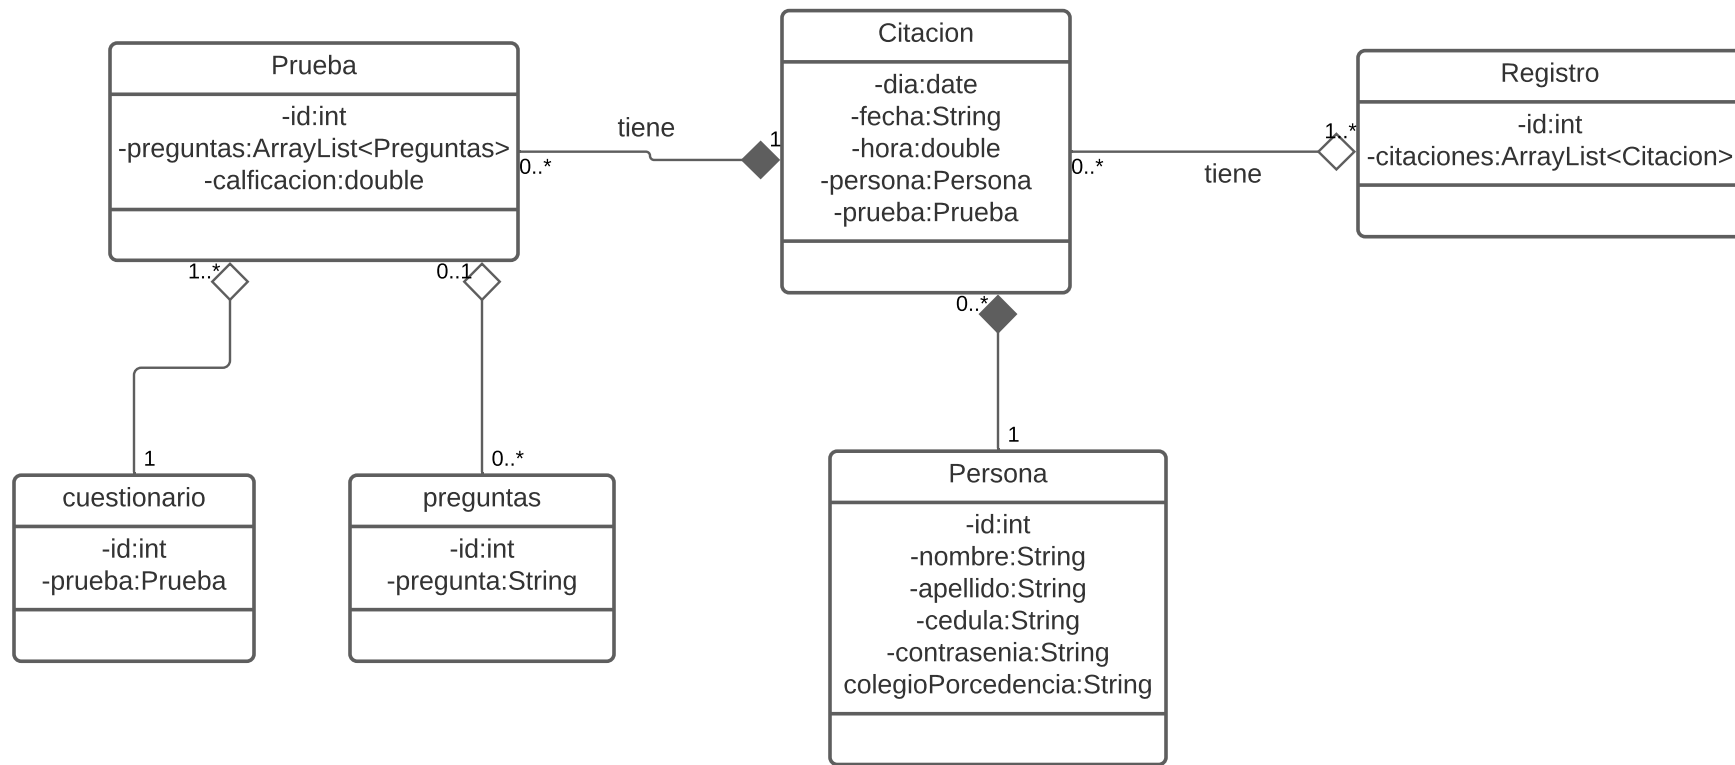 Prueba
-id:int
-preguntas:ArrayList<Preguntas>
-calficacion:double
1..*
0..1
0..*
tiene
1
Citacion
-dia:date
-fecha:String
-hora:double
-persona:Persona
-prueba:Prueba
0..*
0..*
tiene
1..*
Registro
-id:int
-citaciones:ArrayList<Citacion>
1
cuestionario
-id:int
-prueba:Prueba
0..*
preguntas
-id:int
-pregunta:String
1
Persona
-id:int
-nombre:String
-apellido:String
-cedula:String
-contrasenia:String
colegioPorcedencia:String